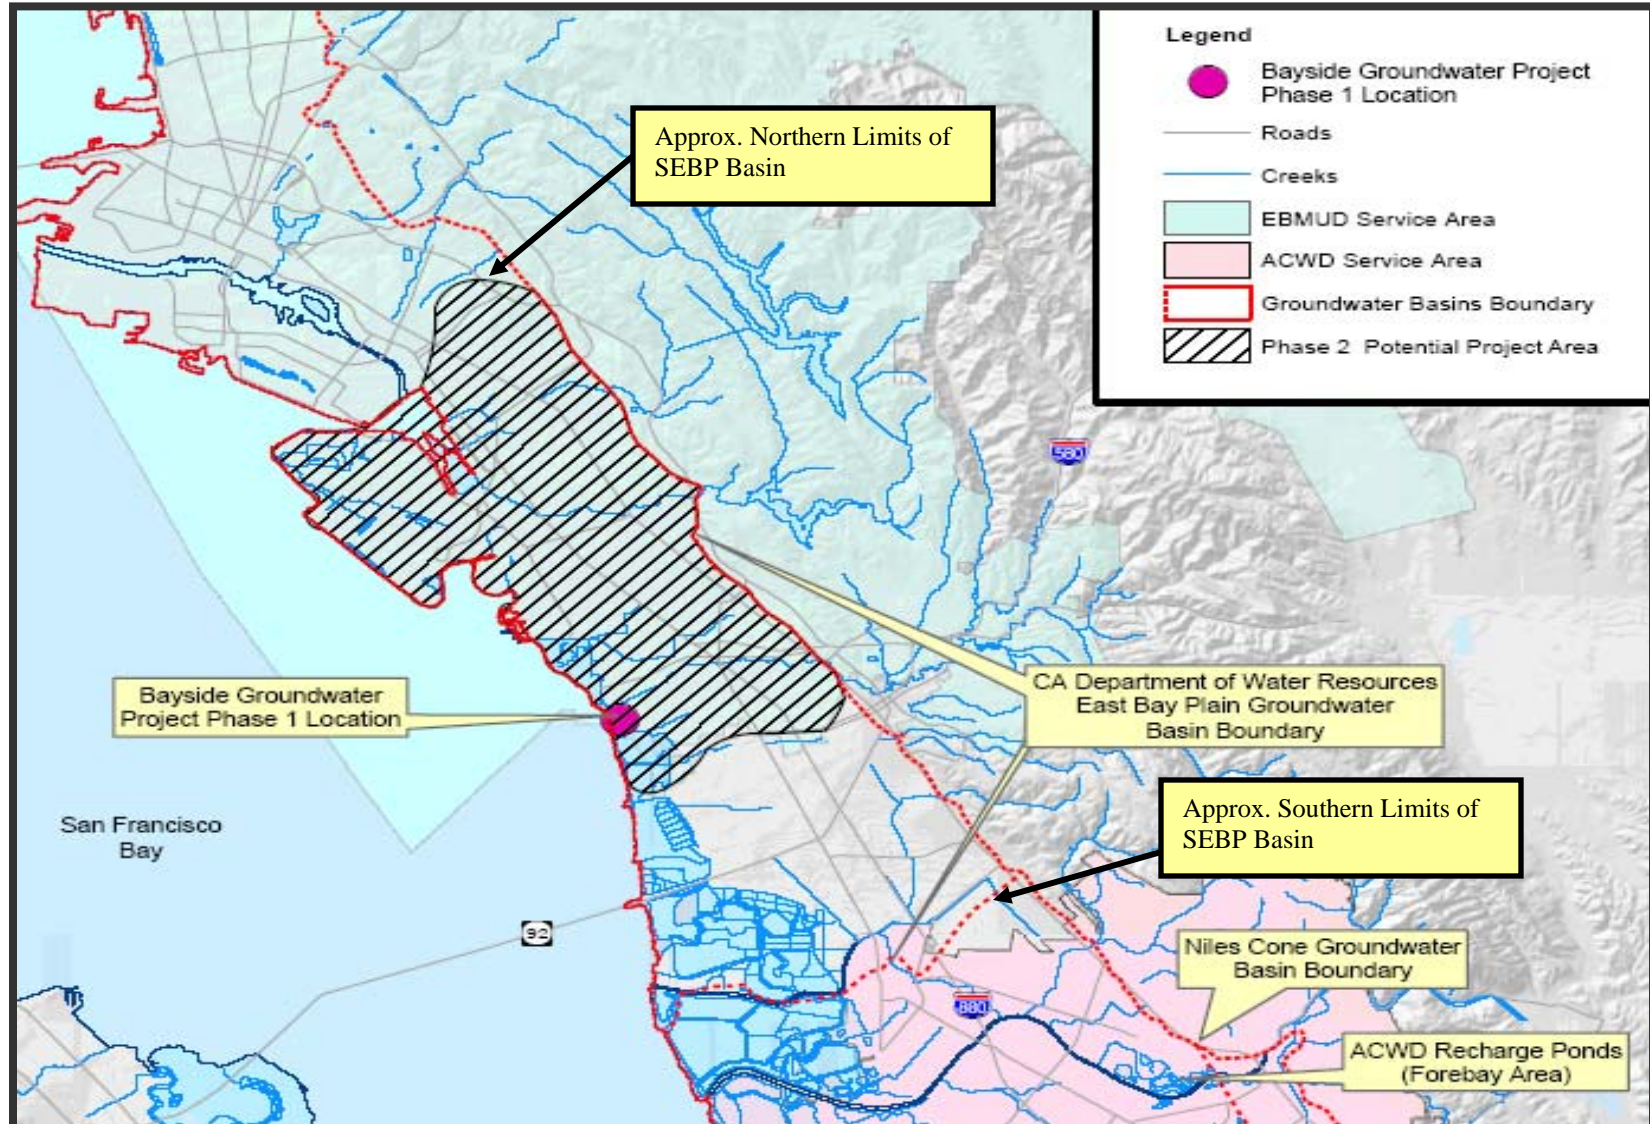 Legend
Bayside Groundwater Project
Phase 1 Location
Roads
Creeks
EBMUD Service Area
ACWD Service Area
Groundwater Basins Boundary
Phase 2 Potential Project Area
Approx. Northern Limits of
SEBP Basin
580
Bayside Groundwater
Project Phase 1 Location
CA Department of Water Resources
East Bay Plain Groundwater
Basin Boundary
San Francisco
Bay
Approx. Southern Limits of
SEBP Basin
92
Niles Cone Groundwater
Basin Boundary
880
ACWD Recharge Ponds
(Forebay Area)